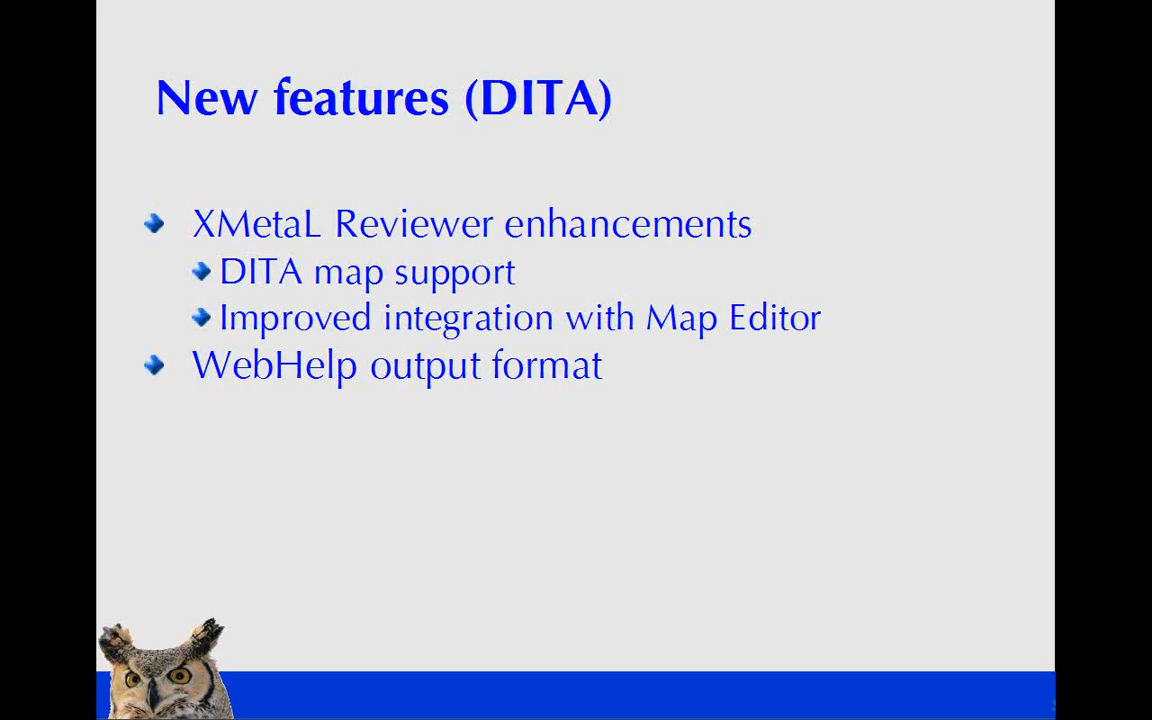 New features (DITA)
XMetaL Reviewer enhancements
DITA map support
Improved integration with Map Editor
WebHelp output format